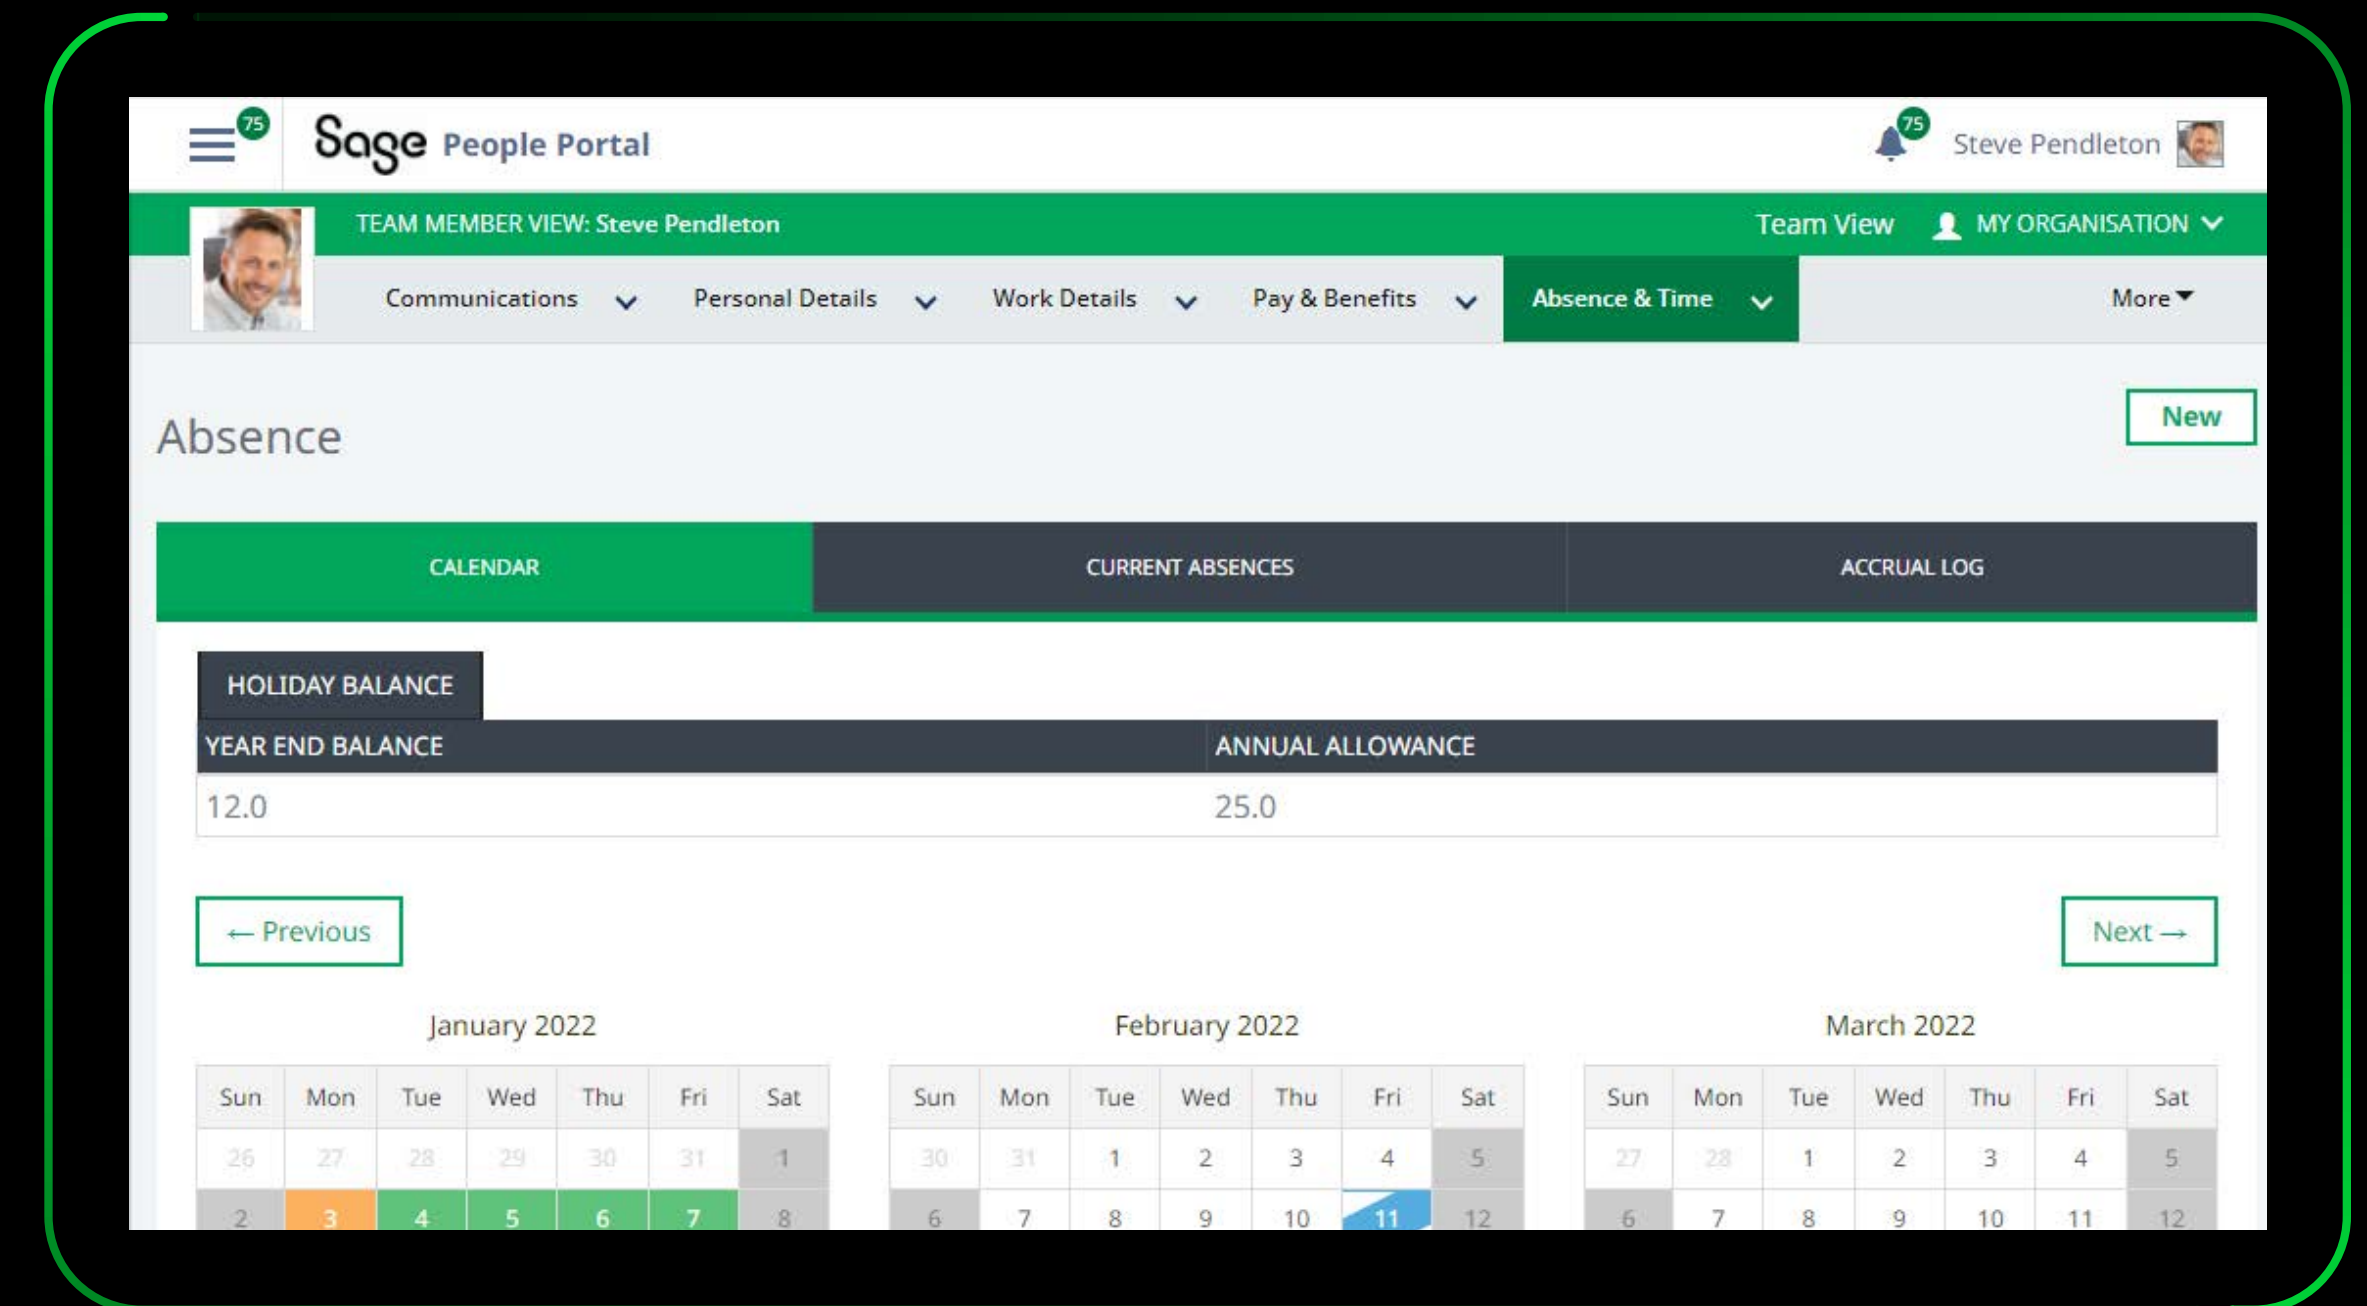 75
Sage People Portal
75
Steve Pendleton
TEAM MEMBER VIEW: Steve Pendleton
Team View
MY ORGANISATION
Communications
Personal Details
Work Details
Pay & Benefits
Absence & Time
More
Absence
New
CALENDAR
CURRENT ABSENCES
ACCRUAL LOG
HOLIDAY BALANCE
YEAR END BALANCE
ANNUAL ALLOWANCE
12.0
25.0
← Previous
Next →
January 2022
Sun Mon Tue Wed Thu Fri Sat
26 27 28 29 30 31 1
2 3 4 5 6 7 8
February 2022
Sun Mon Tue Wed Thu Fri Sat
30 31 1 2 3 4 5
6 7 8 9 10 11 12
March 2022
Sun Mon Tue Wed Thu Fri Sat
27 28 1 2 3 4 5
6 7 8 9 10 11 12